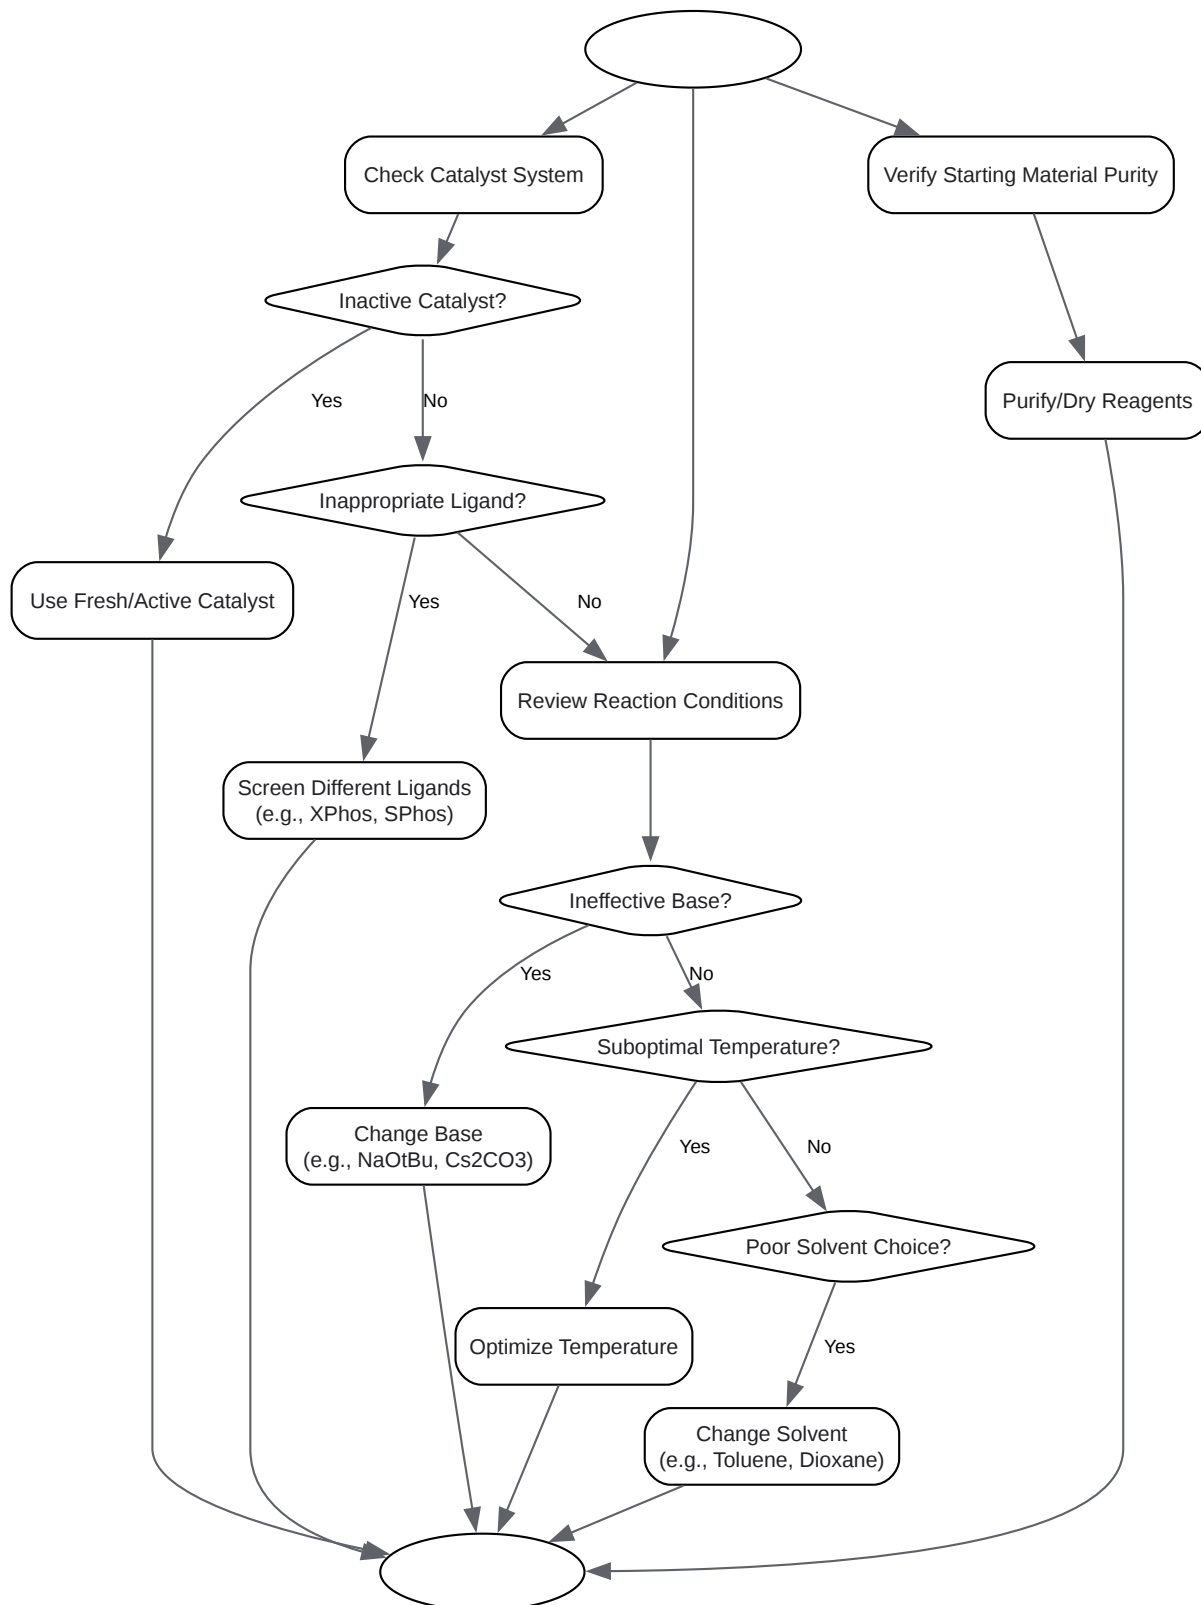 Check Catalyst System
Verify Starting Material Purity
Inactive Catalyst?
Yes
No
Purify/Dry Reagents
Inappropriate Ligand?
Use Fresh/Active Catalyst
Yes
No
Review Reaction Conditions
Screen Different Ligands
(e.g., XPhos, SPhos)
Ineffective Base?
Yes
No
Suboptimal Temperature?
Change Base
(e.g., NaOtBu, Cs2CO3)
Yes
No
Poor Solvent Choice?
Optimize Temperature
Yes
Change Solvent
(e.g., Toluene, Dioxane)